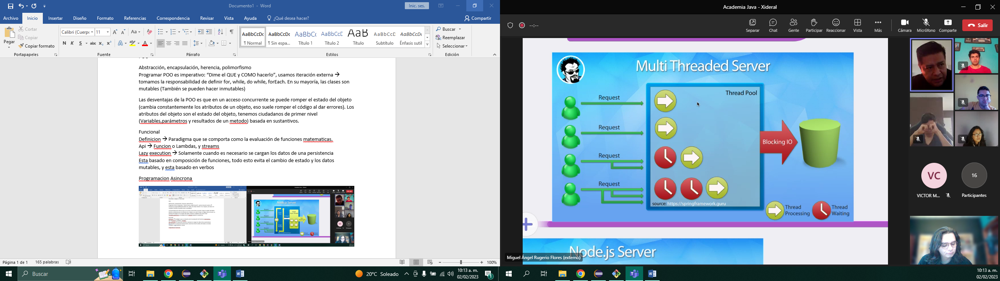 Documento1 - Word
Inic. ses.
Archivo Inicio Insertar Diseño Formato Referencias Correspondencia Revisar Vista Ayuda ¿Qué desea hacer? Compartir
Pegar
Cortar
Copiar
Copiar formato
Portapapeles
Calibri (Cuerpo 11
N K S abc x₂ x²
Fuente
Párrafo
AaBbCcDc AaBbCcDc AaBbCc AaBbCcD AaB AaBbCcD AaBbCcDc
¶ Normal ¶ Sin espa... Título 1 Título 2 Título Subtítulo Énfasis sutil
Estilos
Buscar
Reemplazar
Seleccionar
Edición
Abstracción, encapsulación, herencia, polimorfismo
Programar POO es imperativo: “Dime el QUE y COMO hacerlo”, usamos iteración externa →
tomamos la responsabilidad de definir for, while, do while, forEach. En su mayoría, las clases son
mutables (También se pueden hacer inmutables)
Las desventajas de la POO es que en un acceso concurrente se puede romper el estado del objeto
(cambia constantemente los atributos de un objeto, eso suele romper el código al dar errores). Los
atributos del objeto son el estado del objeto, tenemos ciudadanos de primer nivel
(Variables,parámetros y resultados de un metodo) basada en sustantivos.
Funcional
Definicion → Paradigma que se comporta como la evaluación de funciones matematicas.
Api → Funcion o Lambdas, y streams
Lazy execution → Solamente cuando es necesario se cargan los datos de una persistencia
Esta basado en composición de funciones, todo esto evita el cambio de estado y los datos
mutables, y esta basado en verbos
Programacion Asincrona
Node.js Server
Página 1 de 1 165 palabras
100%
Buscar
20°C Soleado
10:13 a. m.
02/02/2023
1
Academia Java - Xideral
--:--
Separar Chat Gente Participar Reaccionar Vista Más Cámara Micrófono Comparte Salir
Multi Threaded Server
Thread Pool
Request
Request
Request
Request
Blocking IO
source: https://springframework.guru
Thread Processing
Thread Waiting
Node.js Server
Miguel Ángel Rugerio Flores (externo)
VC
VICTOR M...
16
Participantes
10:13 a. m.
02/02/2023